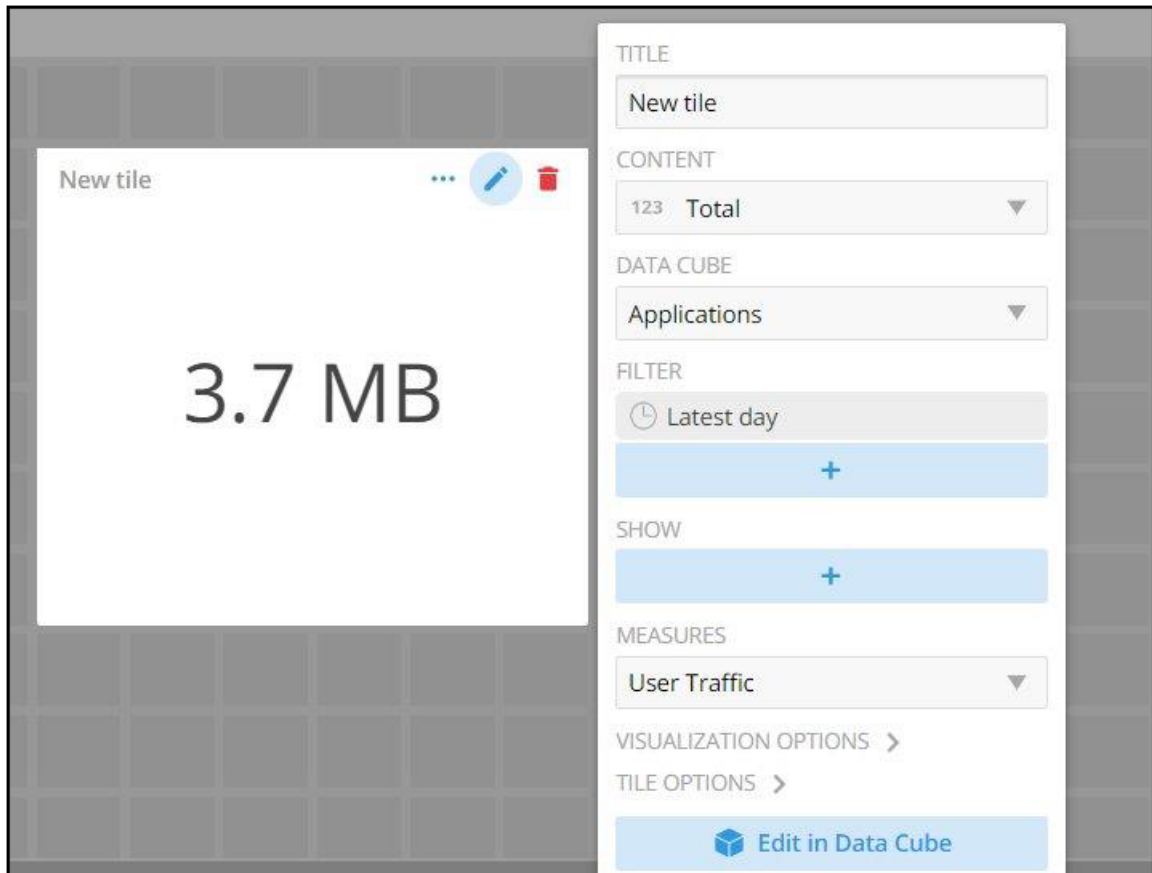 New tile
3.7 MB
TITLE
New tile
CONTENT
123 Total
DATA CUBE
Applications
FILTER
Latest day
+
SHOW
+
MEASURES
User Traffic
VISUALIZATION OPTIONS
TILE OPTIONS
Edit in Data Cube